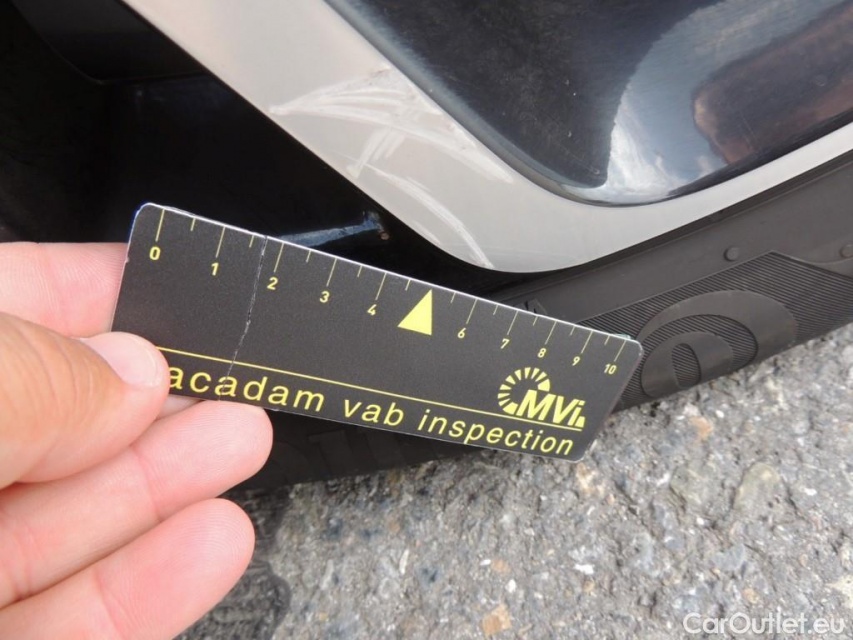 0 1 2 3 4 6 7 8 9 10
MVi
acadam vab inspection
CarOutlet.eu